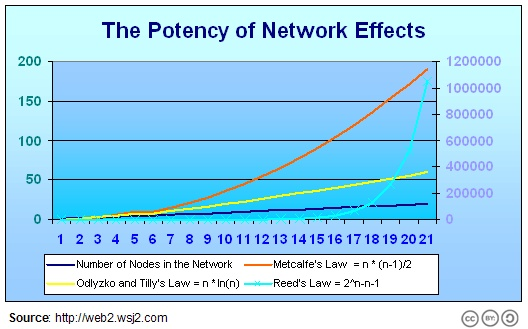 The Potency of Network Effects
200 1200000
150 1000000
800000
100 600000
50 400000
200000
0 0
1 2 3 4 5 6 7 8 9 10 11 12 13 14 15 16 17 18 19 20 21
Number of Nodes in the Network Metcalfe's Law = n * (n-1)/2
Odlyzko and Tilly's Law = n * ln(n) Reed's Law = 2^n-n-1
Source: http://web2.wsj2.com cc BY: